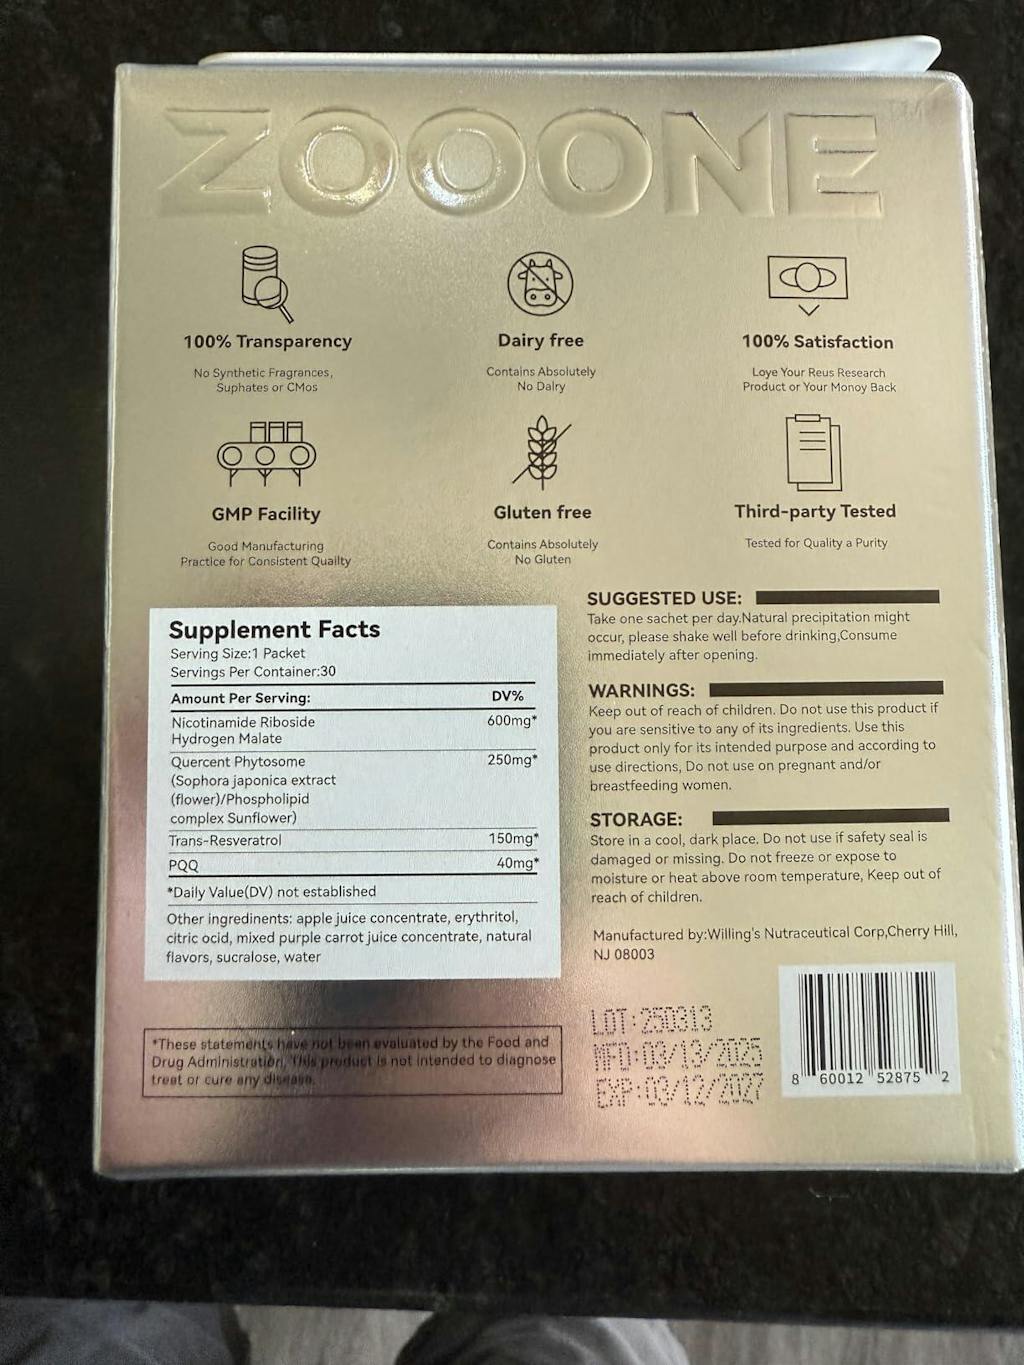 ZOOONE
TM
100% Transparency
No Synthetic Fragrances,
Suphates or CMos
Dairy free
Contains Absolutely
No Dalry
100% Satisfaction
Loye Your Reus Research
Product or Your Monoy Back
GMP Facility
Good Manufacturing
Practice for Consistent Quailty
Gluten free
Contains Absolutely
No Gluten
Third-party Tested
Tested for Quality a Purity
Supplement Facts
Serving Size:1 Packet
Servings Per Container:30
Amount Per Serving: DV%
Nicotinamide Riboside 600mg*
Hydrogen Malate
Quercent Phytosome 250mg*
(Sophora japonica extract
(flower)/Phospholipid
complex Sunflower)
Trans-Resveratrol 150mg*
PQQ 40mg*
*Daily Value(DV) not established
Other ingredinents: apple juice concentrate, erythritol,
citric ocid, mixed purple carrot juice concentrate, natural
flavors, sucralose, water
*These statements have not been evaluated by the Food and
Drug Administration, This product is not intended to diagnose
treat or cure any disease.
SUGGESTED USE:
Take one sachet per day.Natural precipitation might
occur, please shake well before drinking,Consume
immediately after opening.
WARNINGS:
Keep out of reach of children. Do not use this product if
you are sensitive to any of its ingredients. Use this
product only for its intended purpose and according to
use directions, Do not use on pregnant and/or
breastfeeding women.
STORAGE:
Store in a cool, dark place. Do not use if safety seal is
damaged or missing. Do not freeze or expose to
moisture or heat above room temperature, Keep out of
reach of children.
Manufactured by:Willing's Nutraceutical Corp,Cherry Hill,
NJ 08003
LOT:250313
MFD:03/13/2025
EXP:03/12/2027
8 60012 52875 2